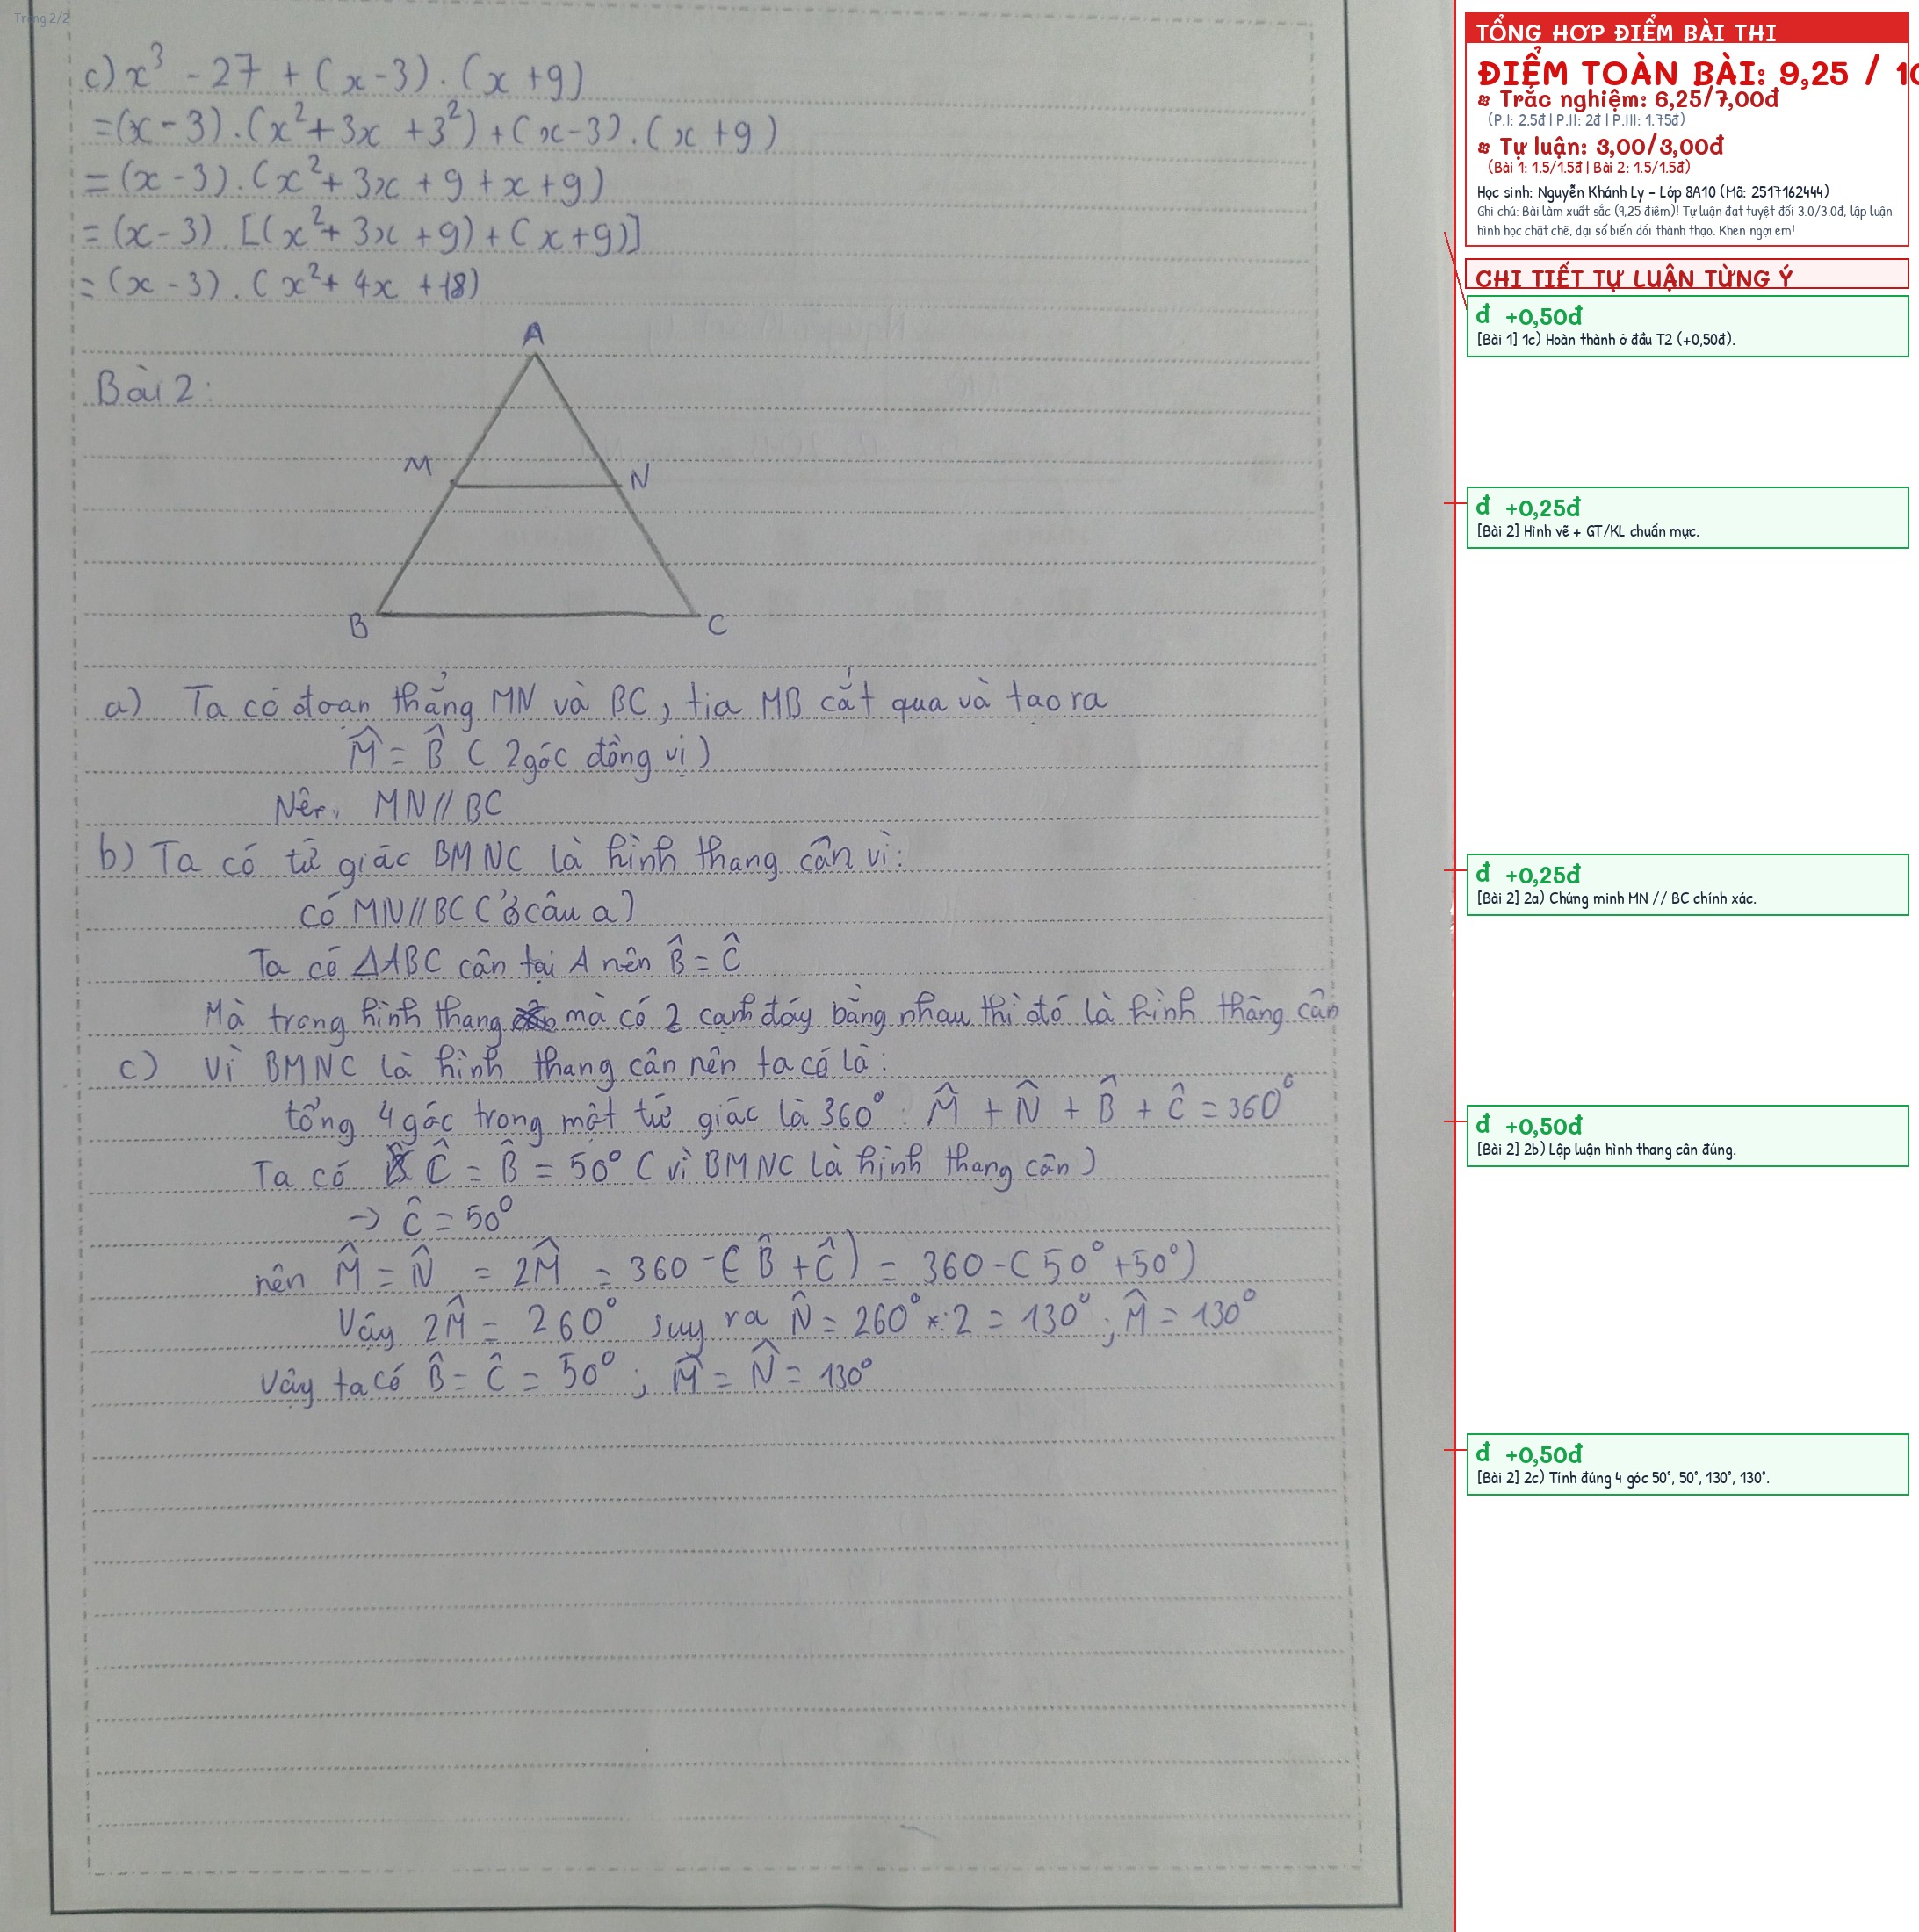 Trang 2/2
c) x³ - 27 + (x-3).(x+9)
=(x-3).(x²+3x+3²)+(x-3).(x+9)
=(x-3).(x²+3x+9+x+9)
=(x-3).[(x²+3x+9)+(x+9)]
=(x-3).(x²+4x+18)
A
Bài 2:
M
N
B
C
a) Ta có đoạn thẳng MN và BC, tia MB cắt qua và tạo ra
M̂ = B̂ (2 góc đồng vị)
Nên MN // BC
b) Ta có tứ giác BMNC là hình thang cân vì:
có MN // BC (ở câu a)
Ta có ΔABC cân tại A nên B̂ = Ĉ
Mà trong hình thang mà có 2 cạnh đáy bằng nhau thì đó là hình thang cân
c) Vì BMNC là hình thang cân nên ta có là:
tổng 4 góc trong một tứ giác là 360° : M̂ + N̂ + B̂ + Ĉ = 360°
Ta có Ĉ = B̂ = 50° (vì BMNC là hình thang cân)
→ Ĉ = 50°
nên M̂ = N̂ = 2M̂ = 360 - (B̂ + Ĉ) = 360 - (50° + 50°)
Vậy 2M̂ = 260° suy ra N̂ = 260° : 2 = 130° ; M̂ = 130°
Vậy ta có B̂ = Ĉ = 50° ; M̂ = N̂ = 130°
TỔNG HỢP ĐIỂM BÀI THI
ĐIỂM TOÀN BÀI: 9,25 / 10
Trắc nghiệm: 6,25/7,00đ
(P.I: 2.5đ | P.II: 2đ | P.III: 1.75đ)
Tự luận: 3,00/3,00đ
(Bài 1: 1.5/1.5đ | Bài 2: 1.5/1.5đ)
Học sinh: Nguyễn Khánh Ly - Lớp 8A10 (Mã: 2517162444)
Ghi chú: Bài làm xuất sắc (9,25 điểm)! Tự luận đạt tuyệt đối 3.0/3.0đ, lập luận
hình học chặt chẽ, đại số biến đổi thành thạo. Khen ngợi em!
CHI TIẾT TỰ LUẬN TỪNG Ý
đ +0,50đ
[Bài 1] 1c) Hoàn thành ở đầu T2 (+0,50đ).
đ +0,25đ
[Bài 2] Hình vẽ + GT/KL chuẩn mực.
đ +0,25đ
[Bài 2] 2a) Chứng minh MN // BC chính xác.
đ +0,50đ
[Bài 2] 2b) Lập luận hình thang cân đúng.
đ +0,50đ
[Bài 2] 2c) Tính đúng 4 góc 50°, 50°, 130°, 130°.